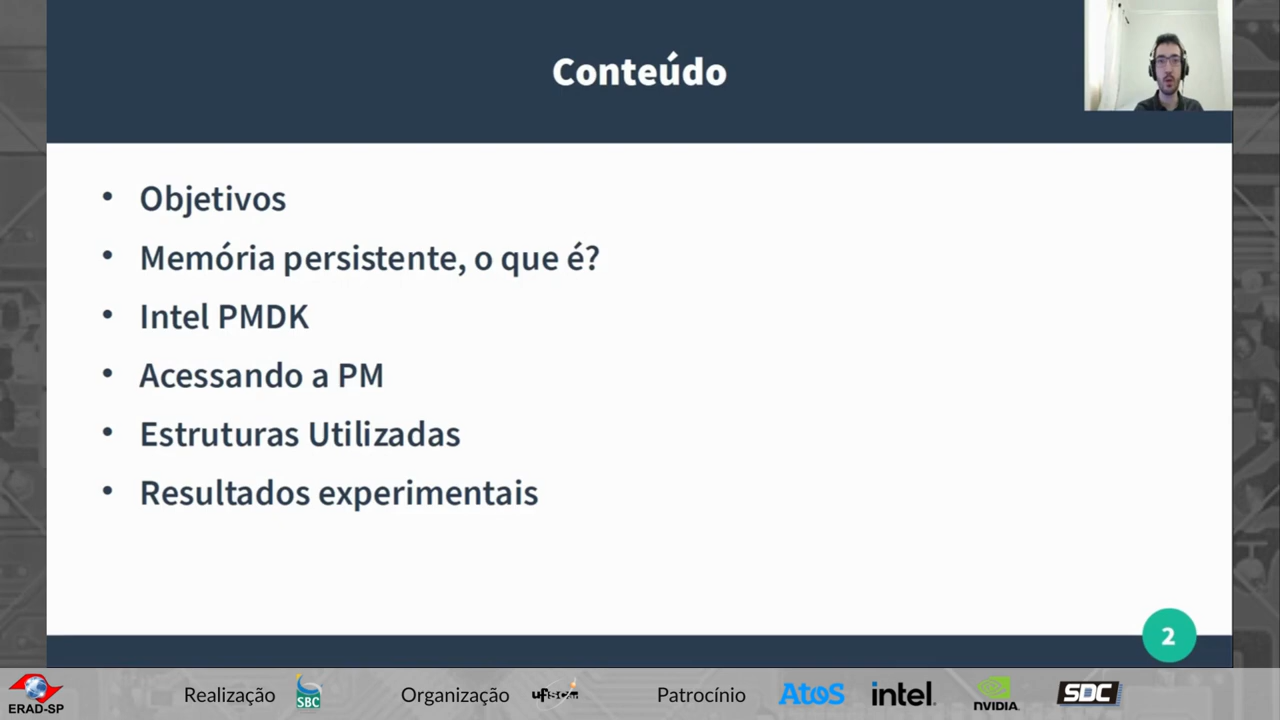 Conteúdo
• Objetivos
• Memória persistente, o que é?
• Intel PMDK
• Acessando a PM
• Estruturas Utilizadas
• Resultados experimentais
2
ERAD-SP
Realização
SBC
Organização
ufscar
Patrocínio
Atos
intel.
NVIDIA.
SDC